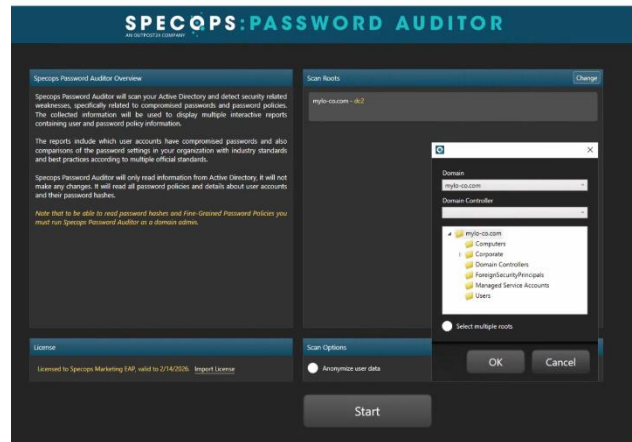 SPECOPS:PASSWORD AUDITOR
AN OUTPOST24 COMPANY
Specops Password Auditor Overview
Specops Password Auditor will scan your Active Directory and detect security related
weaknesses, specifically related to compromised passwords and password policies.
The collected information will be used to display multiple interactive reports
containing user and password policy information.
The reports include which user accounts have compromised passwords and also
comparisons of the password settings in your organization with industry standards
and best practices according to multiple official standards.
Specops Password Auditor will only read information from Active Directory, it will not
make any changes. It will read all password policies and details about user accounts
and their password hashes.
Note that to be able to read password hashes and Fine-Grained Password Policies you
must run Specops Password Auditor as a domain admin.
Scan Roots
Change
mylo-co.com - dc2
Domain
mylo-co.com
Domain Controller
mylo-co.com
Computers
Corporate
Domain Controllers
ForeignSecurityPrincipals
Managed Service Accounts
Users
Select multiple roots
OK
Cancel
License
Licensed to Specops Marketing EAP, valid to 2/14/2026. Import License
Scan Options
Anonymize user data
Start